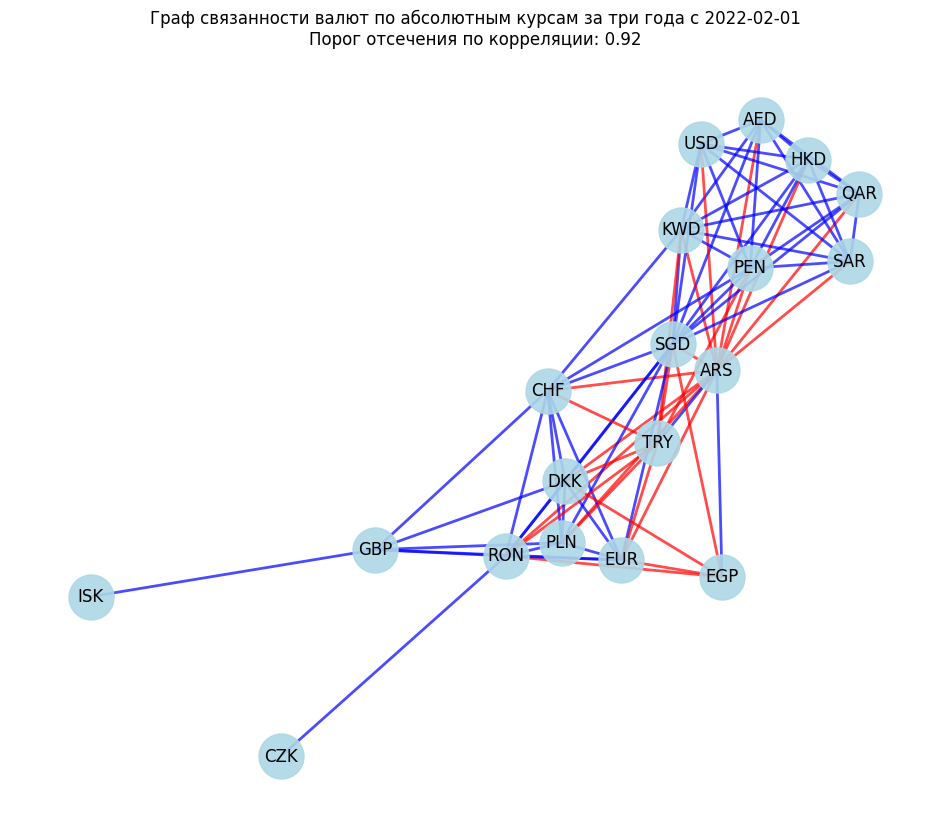 Граф связанности валют по абсолютным курсам за три года с 2022-02-01
Порог отсечения по корреляции: 0.92
AED
USD
HKD
QAR
KWD
SAR
PEN
SGD
ARS
CHF
TRY
DKK
PLN
GBP
RON
EUR
EGP
ISK
CZK